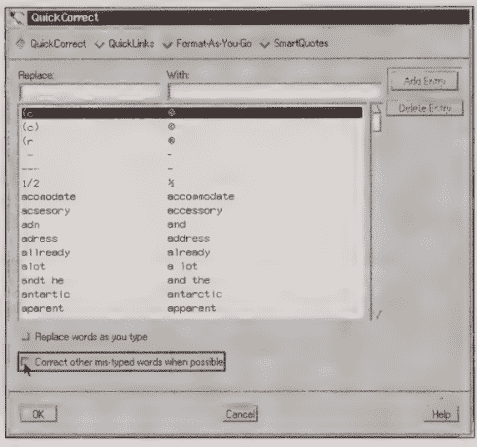 QuickCorrect
QuickCorrect QuickLinks Format-As-You-Go SmartQuotes
Replace: With:
Add Entry
Delete Entry
(c ©
(c) ©
(r ®
1/2 ½
acomodate accommodate
acsesory accessory
adn and
adress address
allready already
alot a lot
andt he and the
antartic antarctic
aparent apparent
Replace words as you type
Correct other mis-typed words when possible
OK Cancel Help